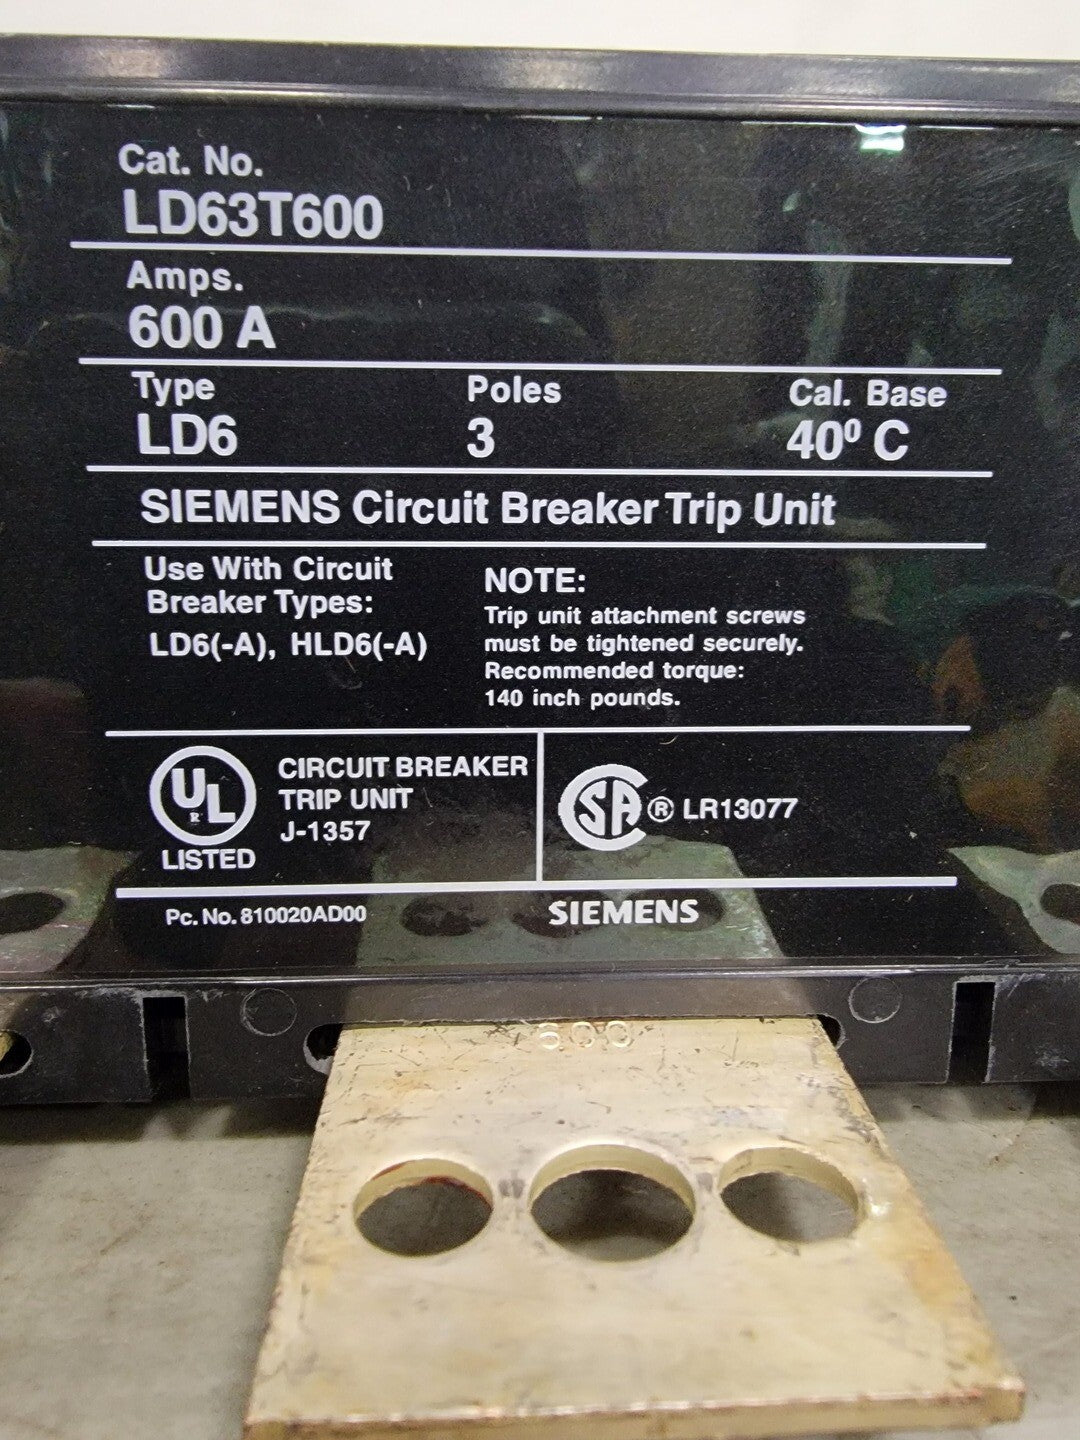 Cat. No.
LD63T600
Amps.
600 A
Type Poles Cal. Base
LD6 3 40⁰ C
SIEMENS Circuit Breaker Trip Unit
Use With Circuit
Breaker Types:
LD6(-A), HLD6(-A)
NOTE:
Trip unit attachment screws
must be tightened securely.
Recommended torque:
140 inch pounds.
UL R
LISTED
CIRCUIT BREAKER
TRIP UNIT
J-1357
CSA ® LR13077
Pc. No. 810020AD00 SIEMENS
600